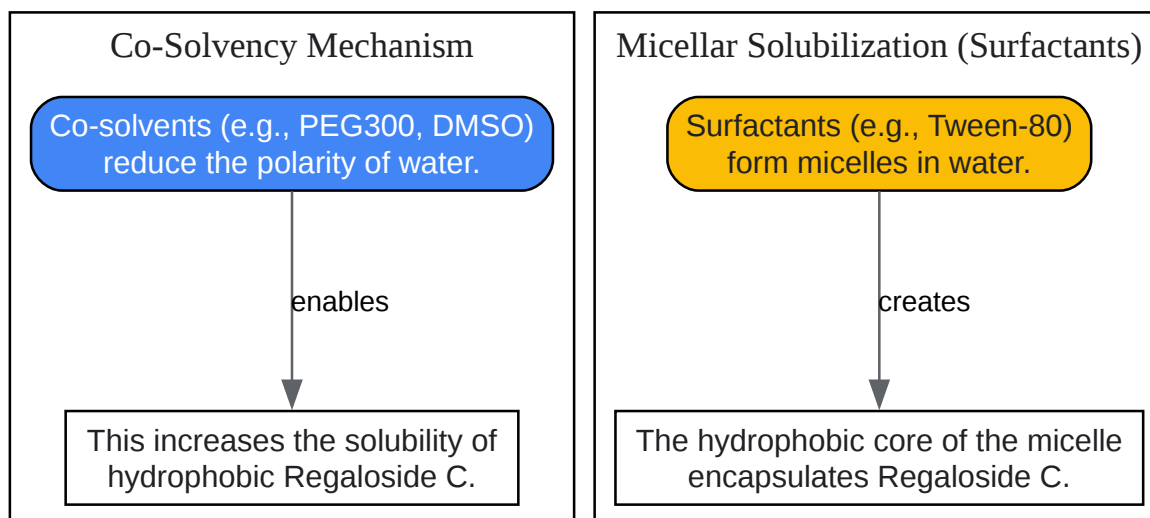 Co-Solvency Mechanism
Co-solvents (e.g., PEG300, DMSO)
reduce the polarity of water.
enables
This increases the solubility of
hydrophobic Regaloside C.
Micellar Solubilization (Surfactants)
Surfactants (e.g., Tween-80)
form micelles in water.
creates
The hydrophobic core of the micelle
encapsulates Regaloside C.